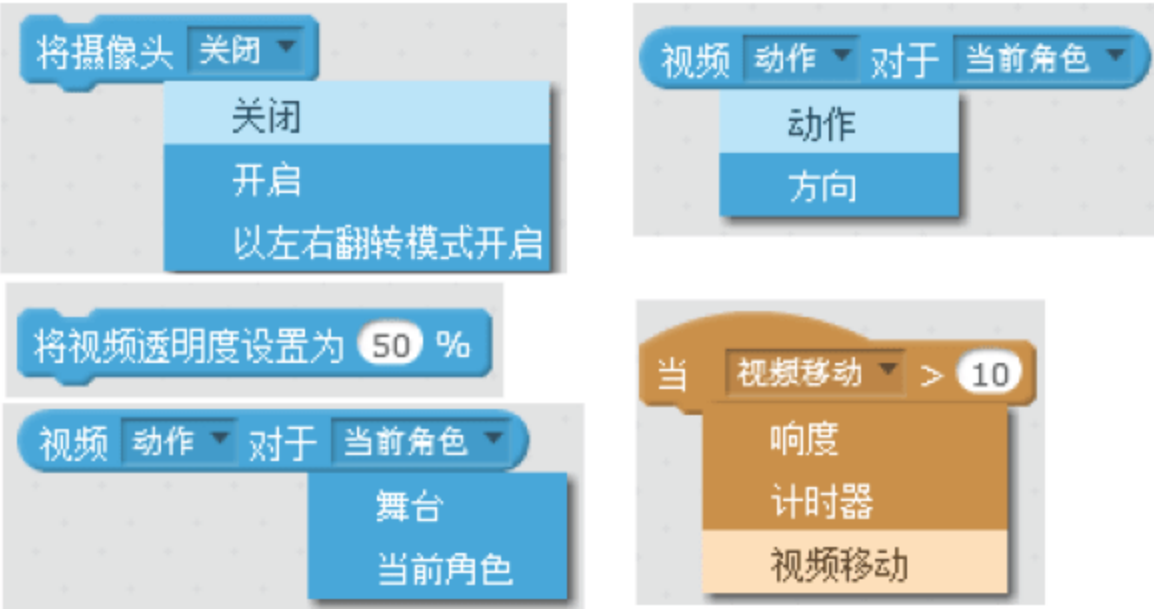 将摄像头 关闭
关闭
开启
以左右翻转模式开启
视频 动作 对于 当前角色
动作
方向
将视频透明度设置为 50 %
视频 动作 对于 当前角色
舞台
当前角色
当 视频移动 > 10
响度
计时器
视频移动